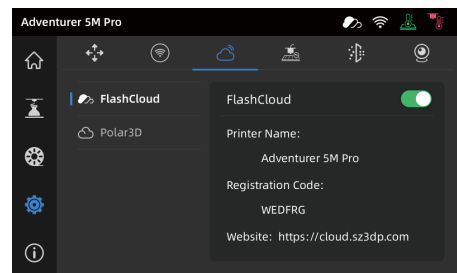 Adventurer 5M Pro
FlashCloud
Polar3D
FlashCloud
Printer Name:
Adventurer 5M Pro
Registration Code:
WEDFRG
Website: https://cloud.sz3dp.com